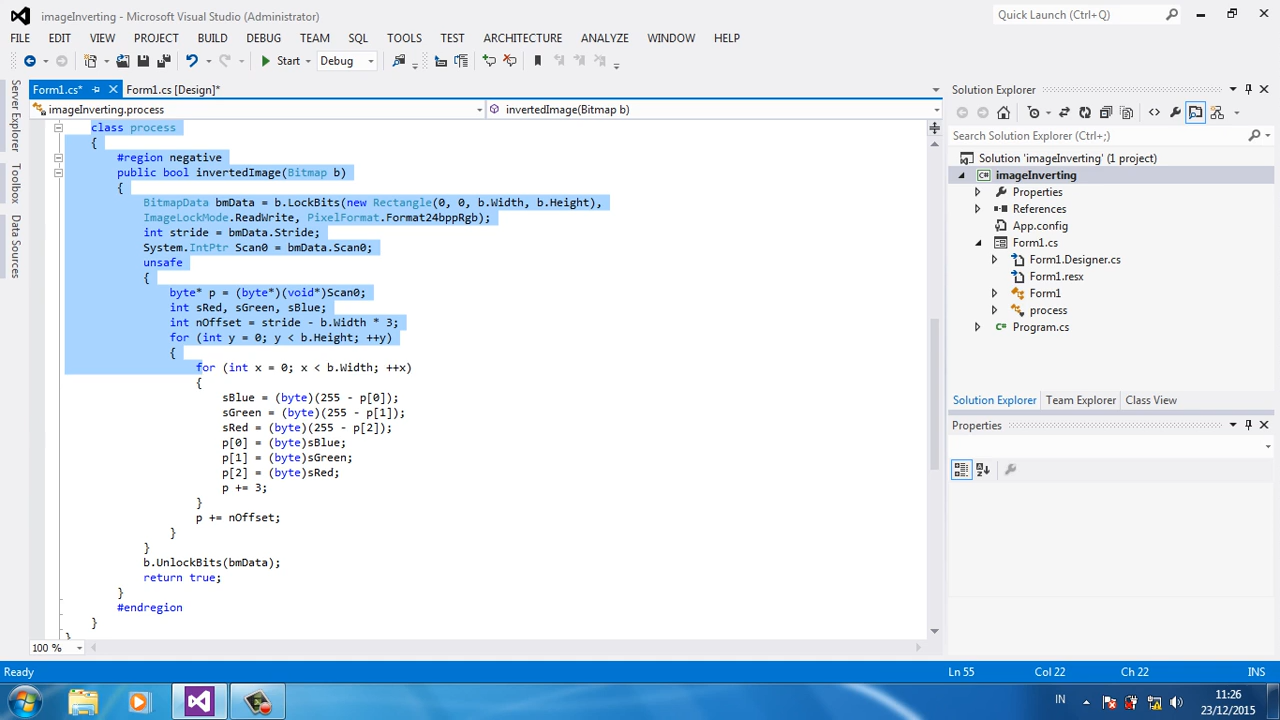 imageInverting - Microsoft Visual Studio (Administrator)
Quick Launch (Ctrl+Q)
FILE EDIT VIEW PROJECT BUILD DEBUG TEAM SQL TOOLS TEST ARCHITECTURE ANALYZE WINDOW HELP
Start Debug
Server Explorer
Toolbox
Data Sources
Form1.cs* Form1.cs [Design]*
imageInverting.process invertedImage(Bitmap b)
class process
{
#region negative
public bool invertedImage(Bitmap b)
{
BitmapData bmData = b.LockBits(new Rectangle(0, 0, b.Width, b.Height),
ImageLockMode.ReadWrite, PixelFormat.Format24bppRgb);
int stride = bmData.Stride;
System.IntPtr Scan0 = bmData.Scan0;
unsafe
{
byte* p = (byte*)(void*)Scan0;
int sRed, sGreen, sBlue;
int nOffset = stride - b.Width * 3;
for (int y = 0; y < b.Height; ++y)
{
for (int x = 0; x < b.Width; ++x)
{
sBlue = (byte)(255 - p[0]);
sGreen = (byte)(255 - p[1]);
sRed = (byte)(255 - p[2]);
p[0] = (byte)sBlue;
p[1] = (byte)sGreen;
p[2] = (byte)sRed;
p += 3;
}
p += nOffset;
}
}
b.UnlockBits(bmData);
return true;
}
#endregion
}
}
100 %
Solution Explorer
Search Solution Explorer (Ctrl+;)
Solution 'imageInverting' (1 project)
imageInverting
Properties
References
App.config
Form1.cs
Form1.Designer.cs
Form1.resx
Form1
process
Program.cs
Solution Explorer Team Explorer Class View
Properties
Ready Ln 55 Col 22 Ch 22 INS
IN 11:26
23/12/2015